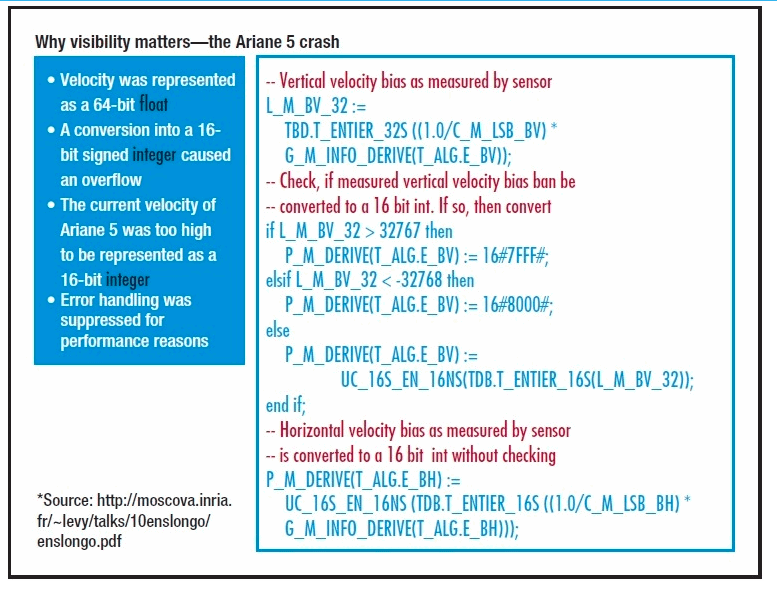 Why visibility matters—the Ariane 5 crash
• Velocity was represented
as a 64-bit float
• A conversion into a 16-
bit signed integer caused
an overflow
• The current velocity of
Ariane 5 was too high
to be represented as a
16-bit integer
• Error handling was
suppressed for
performance reasons
*Source: http://moscova.inria.
fr/~levy/talks/10enslongo/
enslongo.pdf
-- Vertical velocity bias as measured by sensor
L_M_BV_32 :=
TBD.T_ENTIER_32S ((1.0/C_M_LSB_BV) *
G_M_INFO_DERIVE(T_ALG.E_BV));
-- Check, if measured vertical velocity bias ban be
-- converted to a 16 bit int. If so, then convert
if L_M_BV_32 > 32767 then
P_M_DERIVE(T_ALG.E_BV) := 16#7FFF#;
elsif L_M_BV_32 < -32768 then
P_M_DERIVE(T_ALG.E_BV) := 16#8000#;
else
P_M_DERIVE(T_ALG.E_BV) :=
UC_16S_EN_16NS(TDB.T_ENTIER_16S(L_M_BV_32));
end if;
-- Horizontal velocity bias as measured by sensor
-- is converted to a 16 bit int without checking
P_M_DERIVE(T_ALG.E_BH) :=
UC_16S_EN_16NS (TDB.T_ENTIER_16S ((1.0/C_M_LSB_BH) *
G_M_INFO_DERIVE(T_ALG.E_BH)));